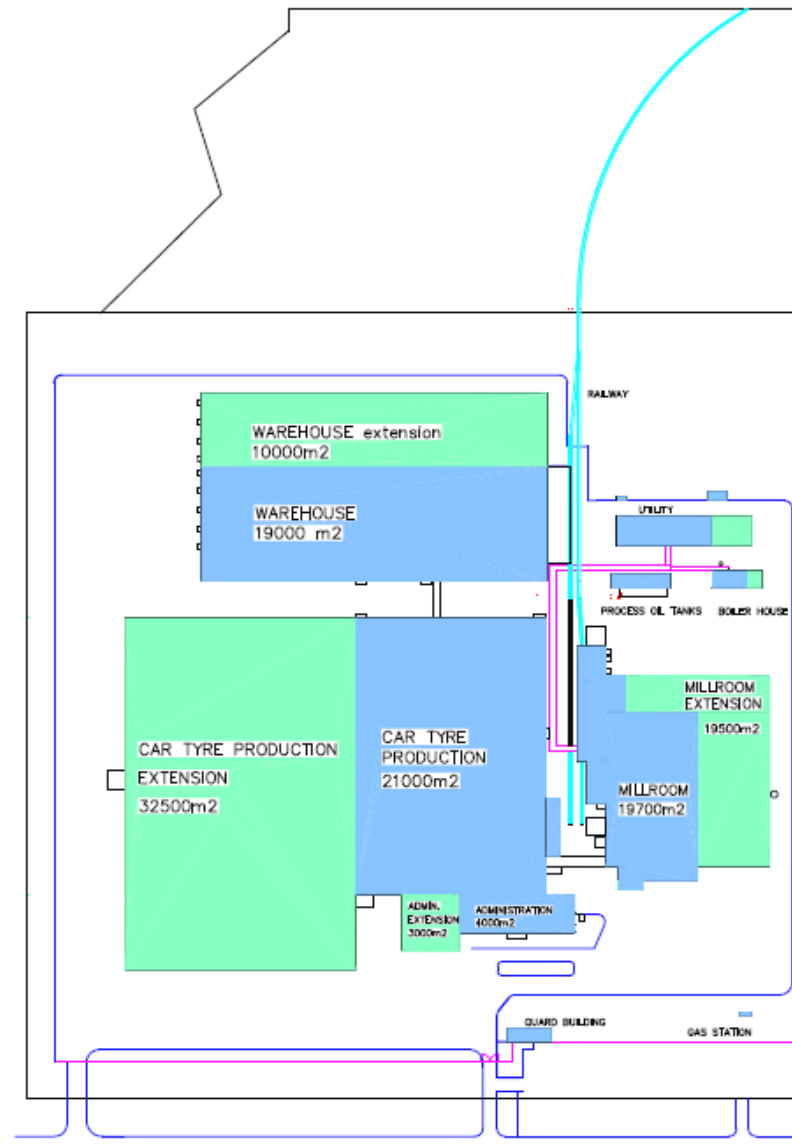 RAILWAY
WAREHOUSE extension
10000m2
WAREHOUSE
19000 m2
UTILITY
PROCESS OIL TANKS
BOILER HOUSE
MILLROOM
EXTENSION
19500m2
CAR TYRE PRODUCTION
EXTENSION
32500m2
CAR TYRE
PRODUCTION
21000m2
MILLROOM
19700m2
ADMIN.
EXTENSION
3000m2
ADMINISTRATION
4000m2
GUARD BUILDING
GAS STATION